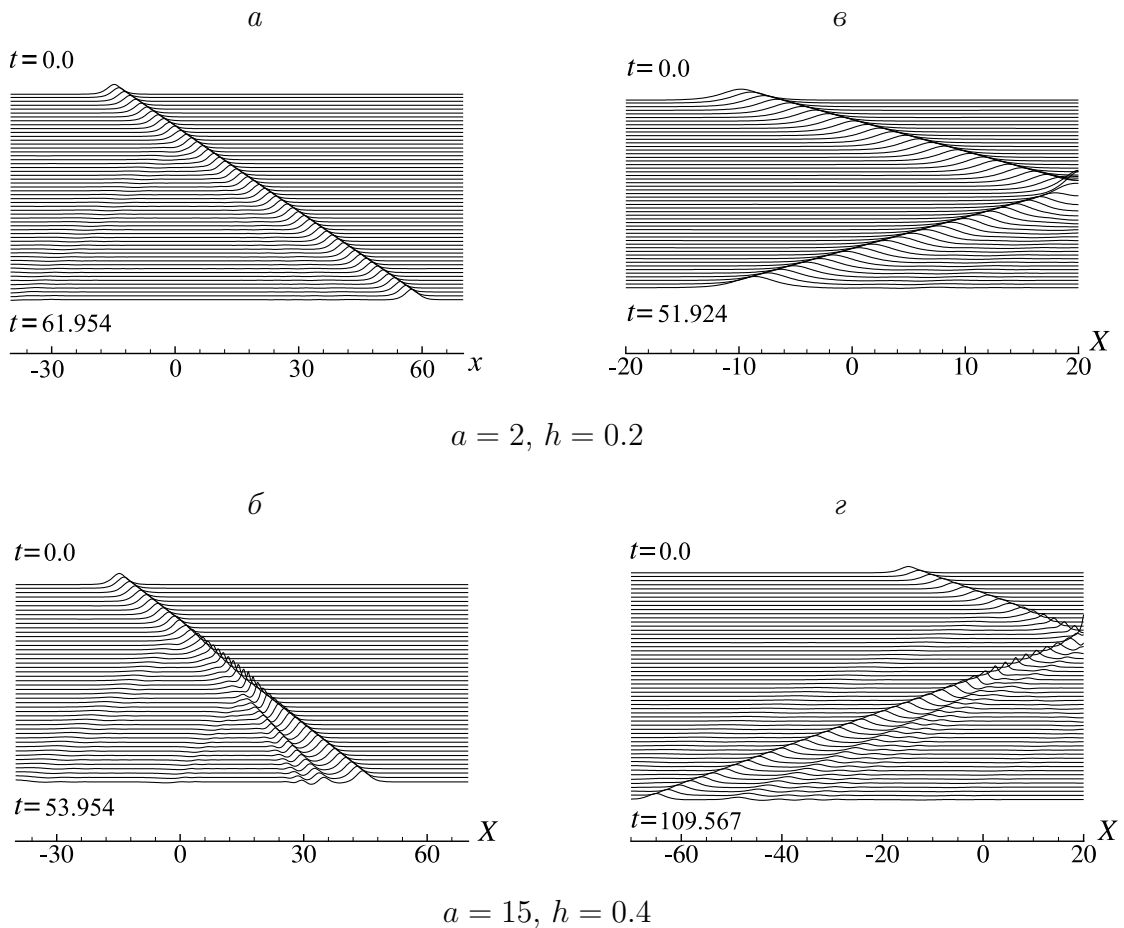 а
в
t = 0.0
t = 0.0
t = 61.954
t = 51.924
-30 0 30 60 x
-20 -10 0 10 20 X
a = 2, h = 0.2
б
г
t = 0.0
t = 0.0
t = 53.954
t = 109.567
-30 0 30 60 X
-60 -40 -20 0 20 X
a = 15, h = 0.4